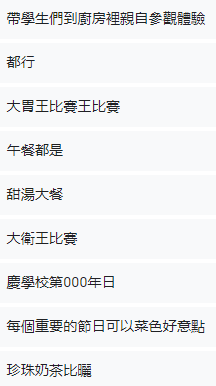 帶學生們到廚房裡親自參觀體驗
都行
大胃王比賽王比賽
午餐都是
甜湯大餐
大衛王比賽
慶學校第000年日
每個重要的節日可以菜色好意點
珍珠奶茶比曬